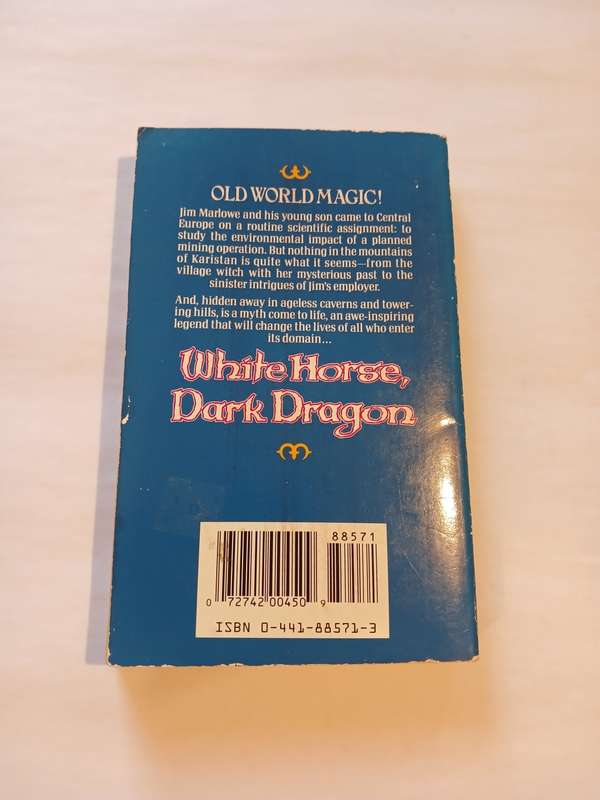 OLD WORLD MAGIC!
Jim Marlowe and his young son came to Central
Europe on a routine scientific assignment: to
study the environmental impact of a planned
mining operation. But nothing in the mountains
of Karistan is quite what it seems—from the
village witch with her mysterious past to the
sinister intrigues of Jim's employer.
And, hidden away in ageless caverns and tower-
ing hills, is a myth come to life, an awe-inspiring
legend that will change the lives of all who enter
its domain...
White Horse,
Dark Dragon
88571
0 72742 00450 9
ISBN 0-441-88571-3